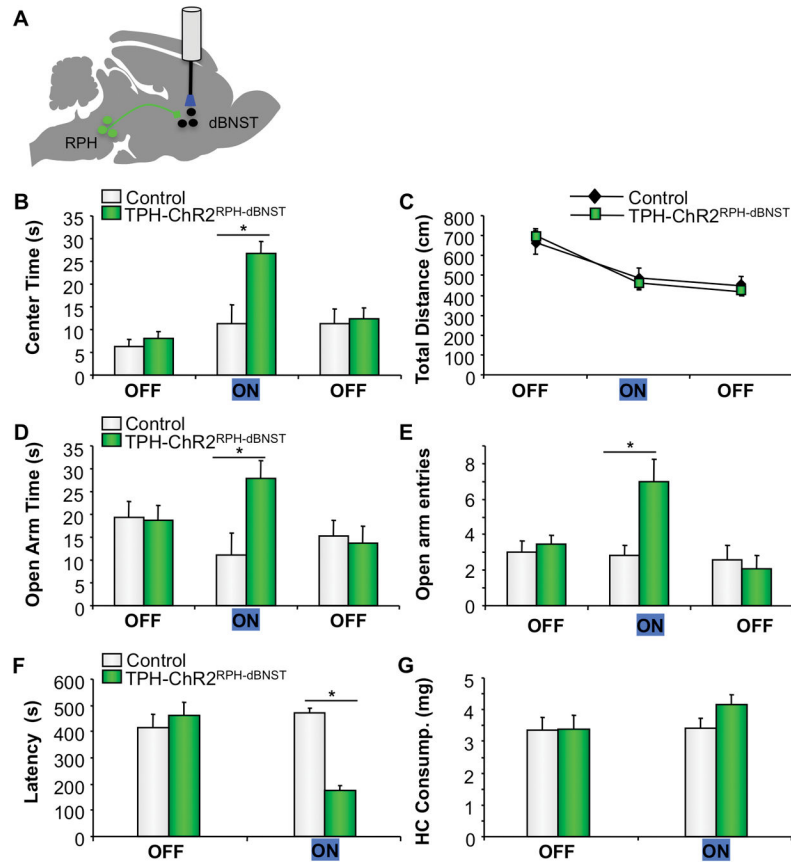 A
RPH
dBNST
B
Control
TPH-ChR2RPH-dBNST
Center Time (s)
35
30
25
20
15
10
5
0
*
OFF
ON
OFF
C
Control
TPH-ChR2RPH-dBNST
Total Distance (cm)
800
700
600
500
400
300
200
100
0
OFF
ON
OFF
D
Control
TPH-ChR2RPH-dBNST
Open Arm Time (s)
35
30
25
20
15
10
5
0
*
OFF
ON
OFF
E
Open arm entries
8
6
4
2
0
*
OFF
ON
OFF
F
Control
TPH-ChR2RPH-dBNST
Latency (s)
600
500
400
300
200
100
0
*
OFF
ON
G
HC Consump. (mg)
5
4
4
3
3
2
2
1
1
0
OFF
ON